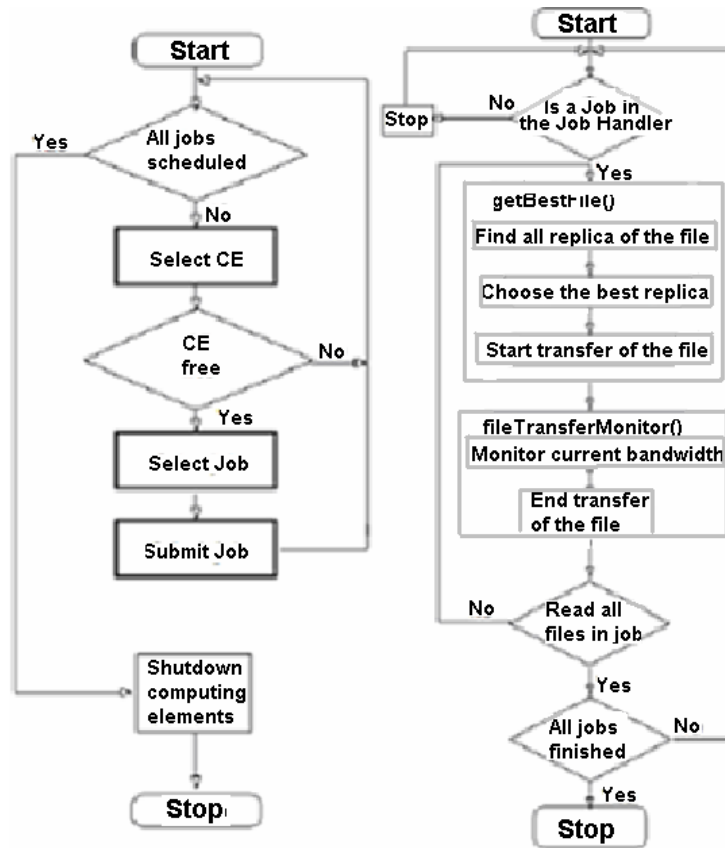 Start
All jobs
scheduled
Yes
No
Select CE
CE
free
No
Yes
Select Job
Submit Job
Shutdown
computing
elements
Stop
Start
Is a Job in
the Job Handler
No
Stop
Yes
getBestFile()
Find all replica of the file
Choose the best replica
Start transfer of the file
fileTransferMonitor()
Monitor current bandwidth
End transfer
of the file
Read all
files in job
No
Yes
All jobs
finished
No
Yes
Stop